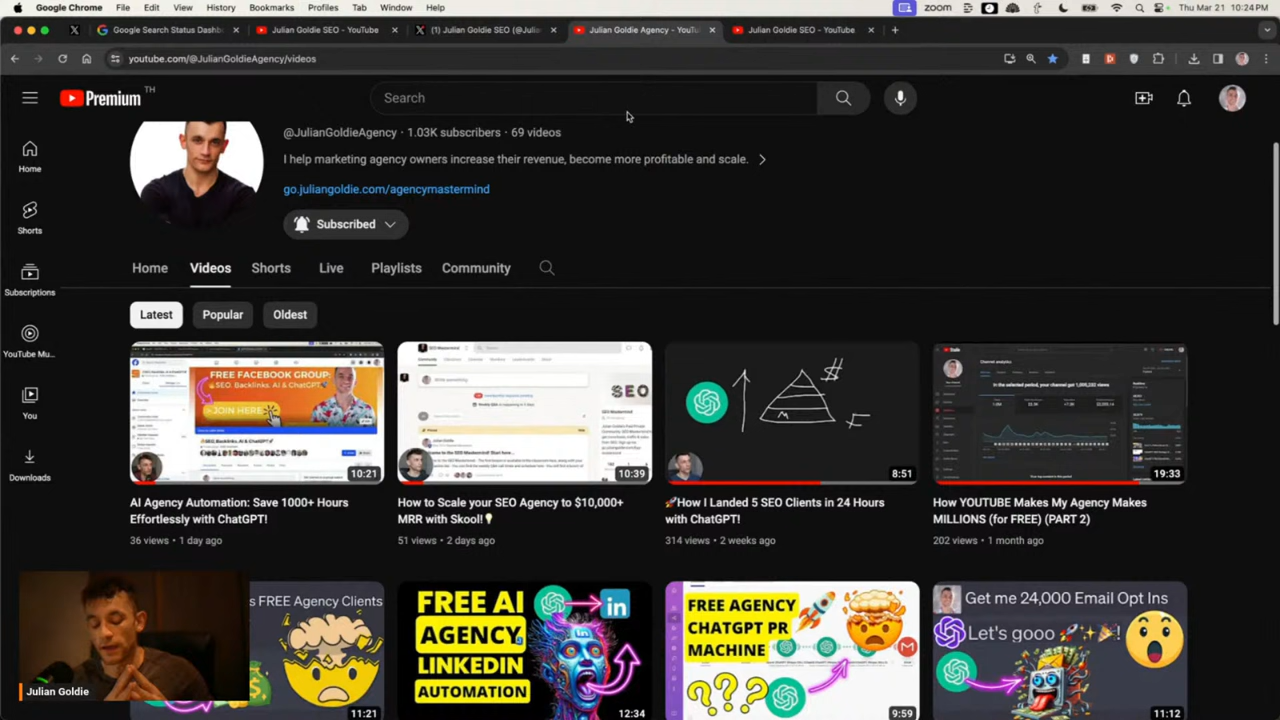 Google Chrome File Edit View History Bookmarks Profiles Tab Window Help zoom Thu Mar 21 10:24 PM
Google Search Status Dashb Julian Goldie SEO - YouTube (1) Julian Goldie SEO (@Julian Julian Goldie Agency - YouTu Julian Goldie SEO - YouTube
youtube.com/@JulianGoldieAgency/videos
Premium TH
Search
@JulianGoldieAgency · 1.03K subscribers · 69 videos
I help marketing agency owners increase their revenue, become more profitable and scale.
go.juliangoldie.com/agencymastermind
Subscribed
Home
Shorts
Subscriptions
YouTube Mu...
You
Downloads
Home Videos Shorts Live Playlists Community
Latest Popular Oldest
FREE FACEBOOK GROUP:
SEO, Backlinks, AI & ChatGPT
JOIN HERE
10:21
10:39
$
M
8:51
19:33
AI Agency Automation: Save 1000+ Hours
Effortlessly with ChatGPT!
36 views · 1 day ago
How to Scale your SEO Agency to $10,000+
MRR with Skool!💡
51 views · 2 days ago
🚀How I Landed 5 SEO Clients in 24 Hours
with ChatGPT!
314 views · 2 weeks ago
How YOUTUBE Makes My Agency Makes
MILLIONS (for FREE) (PART 2)
202 views · 1 month ago
s FREE Agency Clients
11:21
FREE AI
AGENCY
LINKEDIN
AUTOMATION
in
12:34
FREE AGENCY
CHATGPT PR
MACHINE
???
9:59
Get me 24,000 Email Opt Ins
Let's gooo 🚀✨🎉!
11:12
Julian Goldie